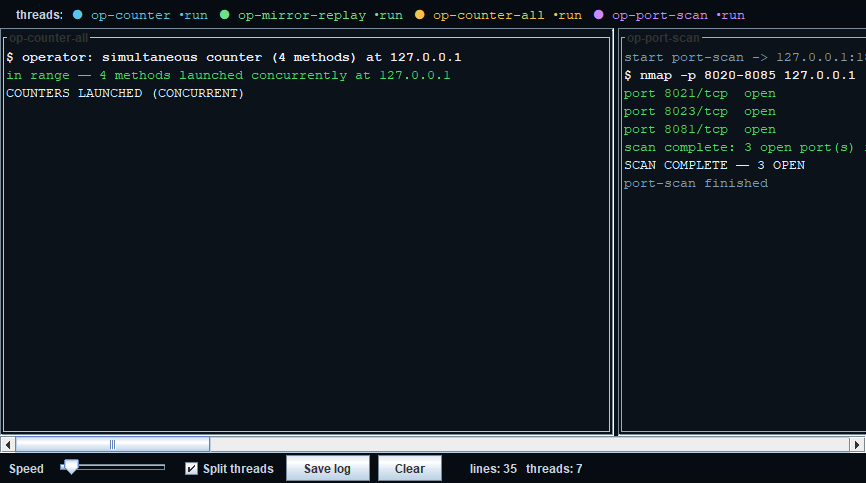 threads: op-counter •run op-mirror-replay •run op-counter-all •run op-port-scan •run
op-counter-all
$ operator: simultaneous counter (4 methods) at 127.0.0.1
in range — 4 methods launched concurrently at 127.0.0.1
COUNTERS LAUNCHED (CONCURRENT)
op-port-scan
start port-scan -> 127.0.0.1:18
$ nmap -p 8020-8085 127.0.0.1
port 8021/tcp open
port 8023/tcp open
port 8081/tcp open
scan complete: 3 open port(s)
SCAN COMPLETE — 3 OPEN
port-scan finished
Speed Split threads Save log Clear lines: 35 threads: 7